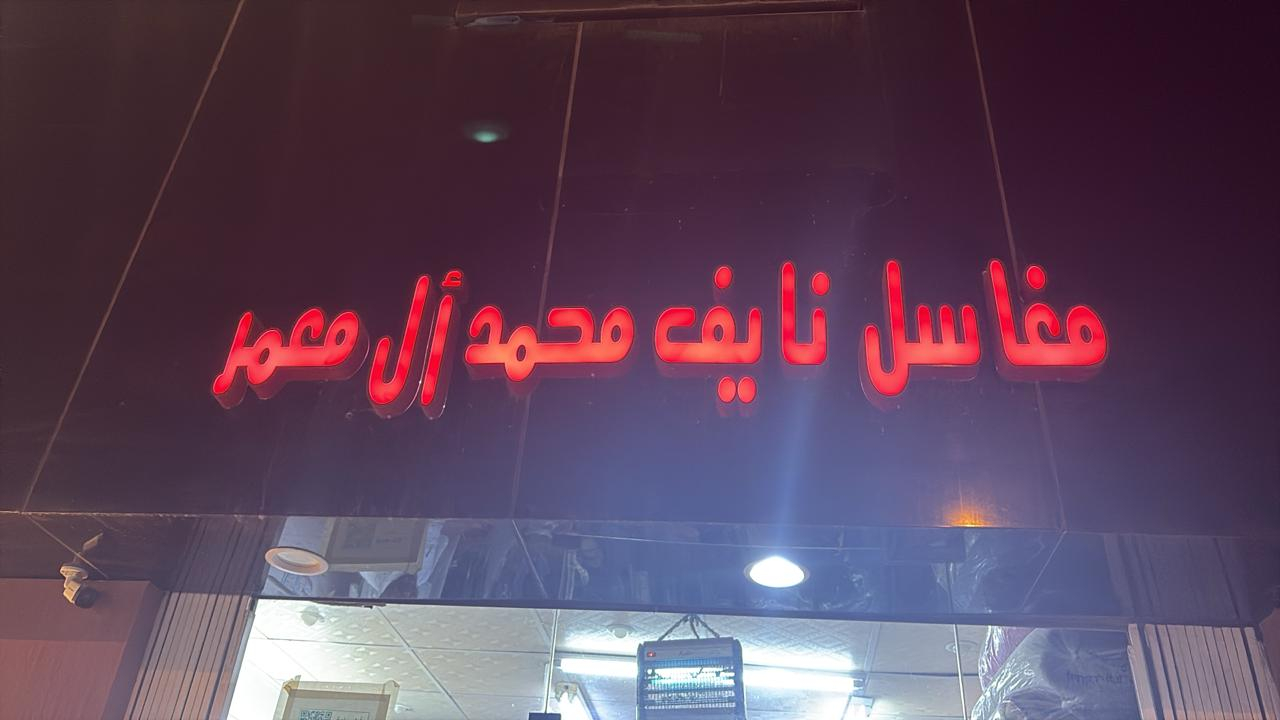 مغاسل نايف محمد أل معمر